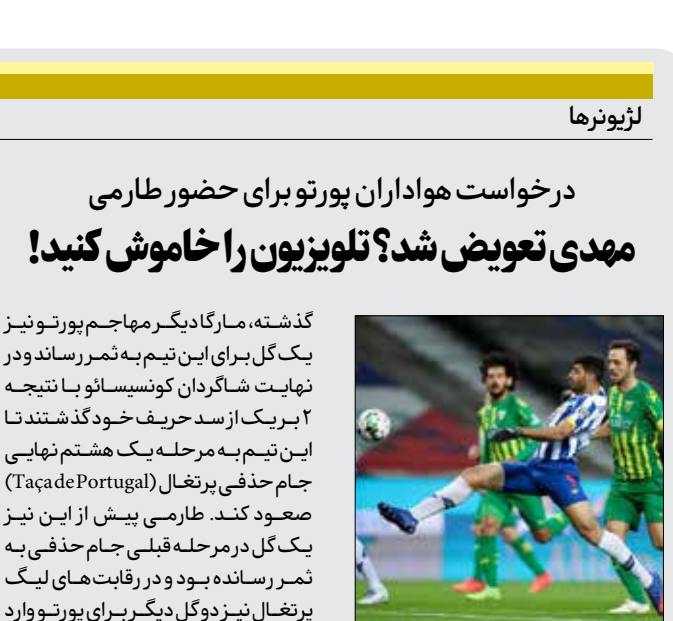 لژیونرها
درخواست هواداران پورتو برای حضور طارمی
مهدی تعویض شد؟ تلویزیون را خاموش کنید!
گذشته، مارگا دیگر مهاجم پورتو نیز
یک گل برای این تیم به ثمر رساند و در
نهایت شاگردان کونسیسائو با نتیجه
۲ بر یک از سد حریف خود گذشتند تا
این تیم به مرحله یک هشتم نهایی
جام حذفی پرتغال (Taça de Portugal)
صعود کند. طارمی پیش از این نیز
یک گل در مرحله قبلی جام حذفی به
ثمر رسانده بود و در رقابت‌های لیگ
پرتغال نیز دو گل دیگر برای پورتو وارد